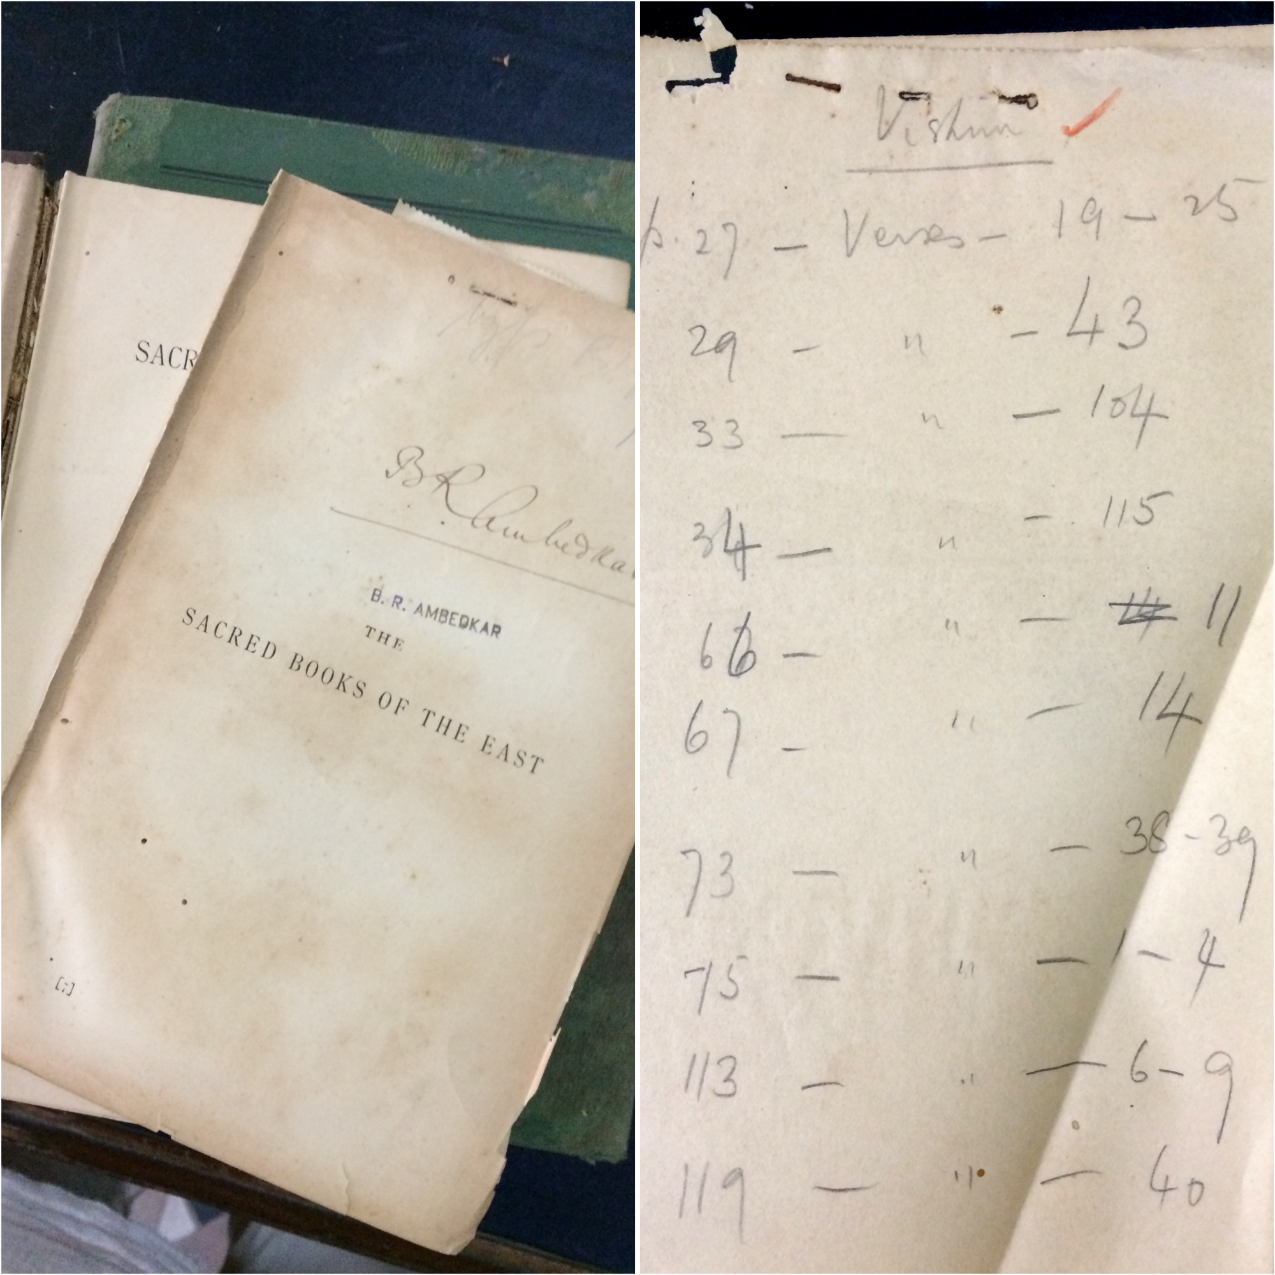 SACR
B R Ambedkar
B. R. AMBEDKAR
THE
SACRED BOOKS OF THE EAST
[1]
Vishnu
p. 27 — Verses — 19 — 25
29 — " — 43
33 — " — 104
34 — " — 115
66 — " — 11
67 — " — 14
73 — " — 38-39
75 — " — 1 — 4
113 — " — 6 — 9
119 — " — 40